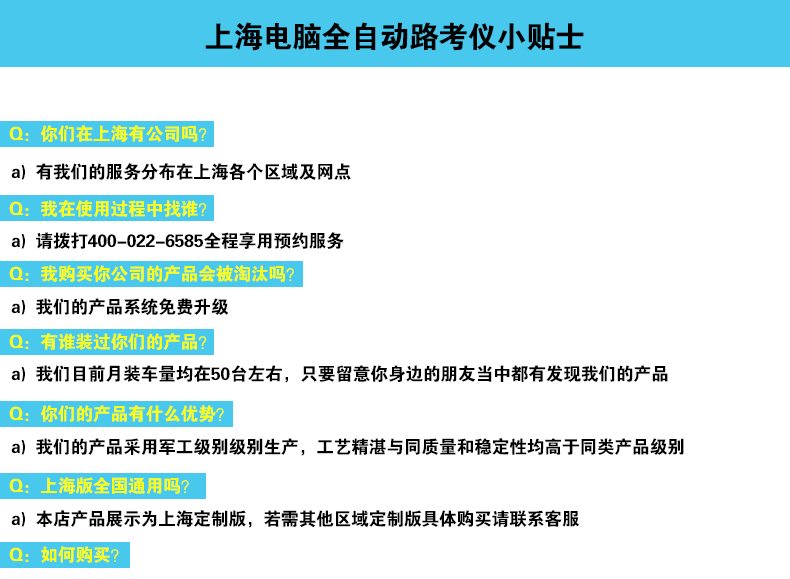 上海电脑全自动路考仪小贴士
Q：你们在上海有公司吗?
a）有我们的服务分布在上海各个区域及网点
Q：我在使用过程中找谁?
a）请拨打400-022-6585全程享用预约服务
Q：我购买你公司的产品会被淘汰吗?
a）我们的产品系统免费升级
Q：有谁装过你们的产品?
a）我们目前月装车量均在50台左右，只要留意你身边的朋友当中都有发现我们的产品
Q：你们的产品有什么优势?
a）我们的产品采用军工级别级别生产，工艺精湛与同质量和稳定性均高于同类产品级别
Q：上海版全国通用吗?
a）本店产品展示为上海定制版，若需其他区域定制版具体购买请联系客服
Q：如何购买?